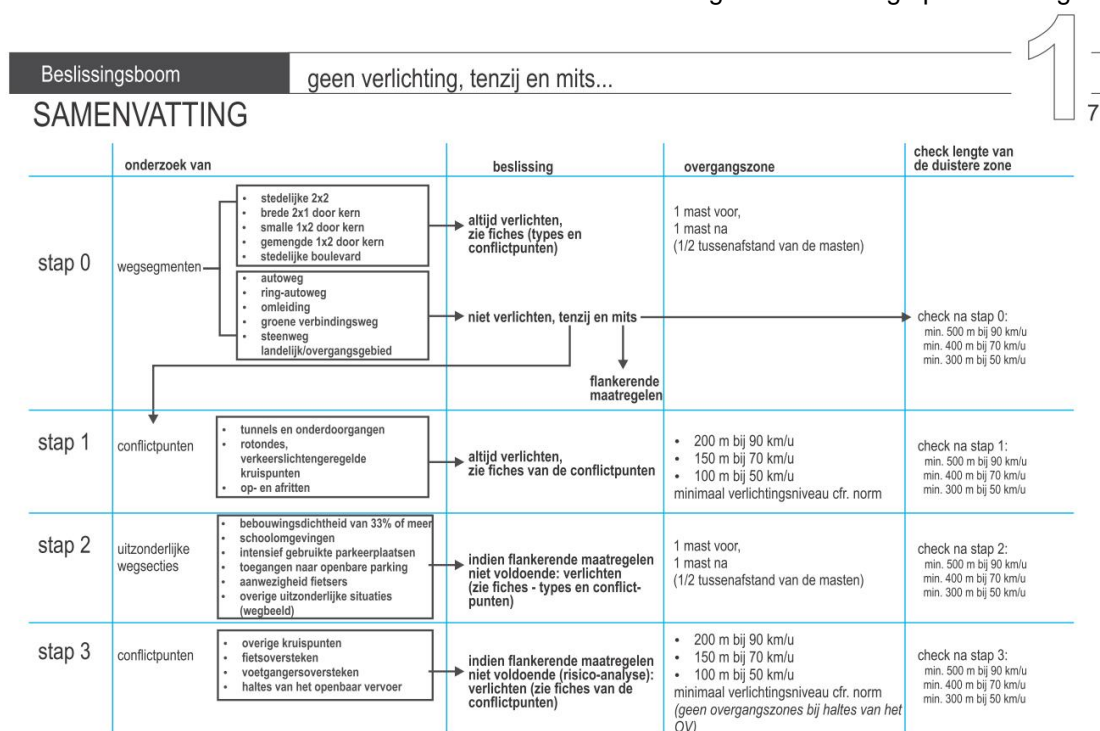 1
7
Beslissingsboom
geen verlichting, tenzij en mits...
SAMENVATTING
onderzoek van
beslissing
overgangszone
check lengte van
de duistere zone
stap 0
wegsegmenten
• stedelijke 2x2
• brede 2x1 door kern
• smalle 1x2 door kern
• gemengde 1x2 door kern
• stedelijke boulevard
altijd verlichten,
zie fiches (types en
conflictpunten)
1 mast voor,
1 mast na
(1/2 tussenafstand van de masten)
• autoweg
• ring-autoweg
• omleiding
• groene verbindingsweg
• steenweg
landelijk/overgangsgebied
niet verlichten, tenzij en mits
flankerende
maatregelen
check na stap 0:
min. 500 m bij 90 km/u
min. 400 m bij 70 km/u
min. 300 m bij 50 km/u
stap 1
conflictpunten
• tunnels en onderdoorgangen
• rotondes,
verkeerslichtengeregelde
kruispunten
• op- en afritten
altijd verlichten,
zie fiches van de conflictpunten
• 200 m bij 90 km/u
• 150 m bij 70 km/u
• 100 m bij 50 km/u
minimaal verlichtingsniveau cfr. norm
check na stap 1:
min. 500 m bij 90 km/u
min. 400 m bij 70 km/u
min. 300 m bij 50 km/u
stap 2
uitzonderlijke
wegsecties
• bebouwingsdichtheid van 33% of meer
• schoolomgevingen
• intensief gebruikte parkeerplaatsen
• toegangen naar openbare parking
• aanwezigheid fietsers
• overige uitzonderlijke situaties
(wegbeeld)
indien flankerende maatregelen
niet voldoende: verlichten
(zie fiches - types en conflict-
punten)
1 mast voor,
1 mast na
(1/2 tussenafstand van de masten)
check na stap 2:
min. 500 m bij 90 km/u
min. 400 m bij 70 km/u
min. 300 m bij 50 km/u
stap 3
conflictpunten
• overige kruispunten
• fietsoversteken
• voetgangersoversteken
• haltes van het openbaar vervoer
indien flankerende maatregelen
niet voldoende (risico-analyse):
verlichten (zie fiches van de
conflictpunten)
• 200 m bij 90 km/u
• 150 m bij 70 km/u
• 100 m bij 50 km/u
minimaal verlichtingsniveau cfr. norm
(geen overgangszones bij haltes van het
OV)
check na stap 3:
min. 500 m bij 90 km/u
min. 400 m bij 70 km/u
min. 300 m bij 50 km/u